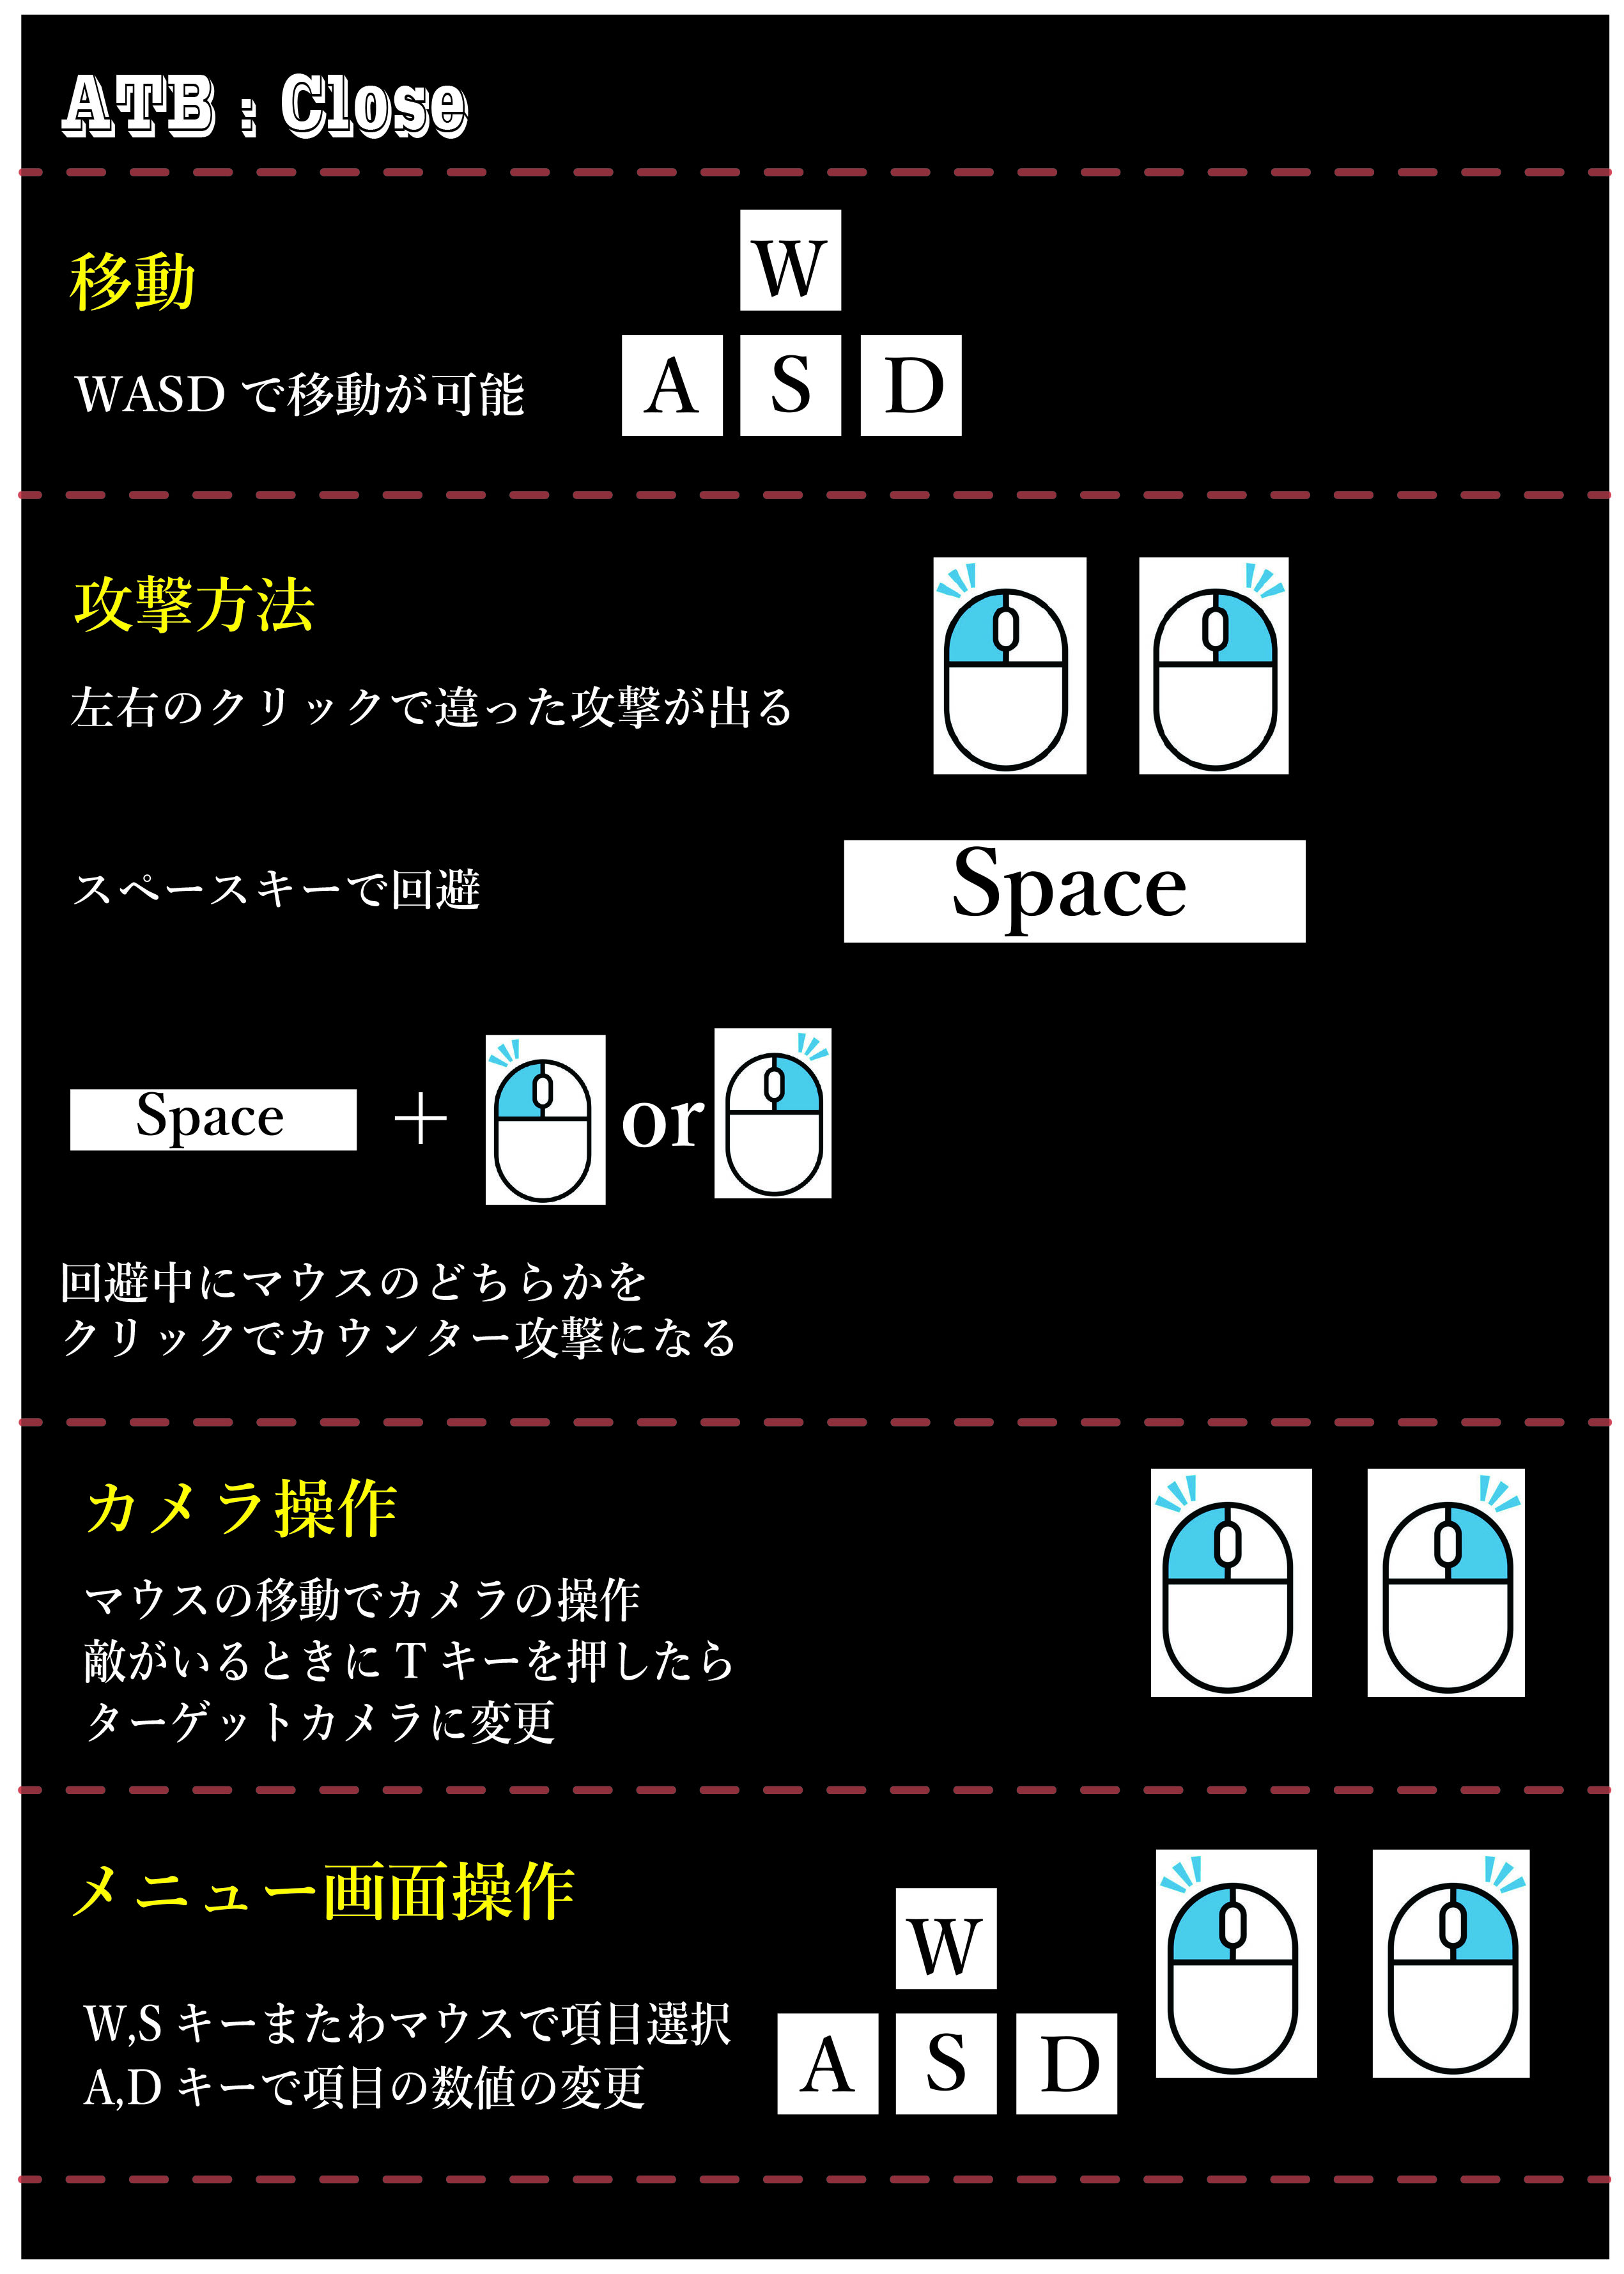 ATB : Close
移動
W
WASD で移動が可能
A S D
攻撃方法
左右のクリックで違った攻撃が出る
スペースキーで回避
Space
Space + or
回避中にマウスのどちらかを
クリックでカウンター攻撃になる
カメラ操作
マウスの移動でカメラの操作
敵がいるときに T キーを押したら
ターゲットカメラに変更
メニュー画面操作
W
W,S キーまたわマウスで項目選択
A,D キーで項目の数値の変更
A S D